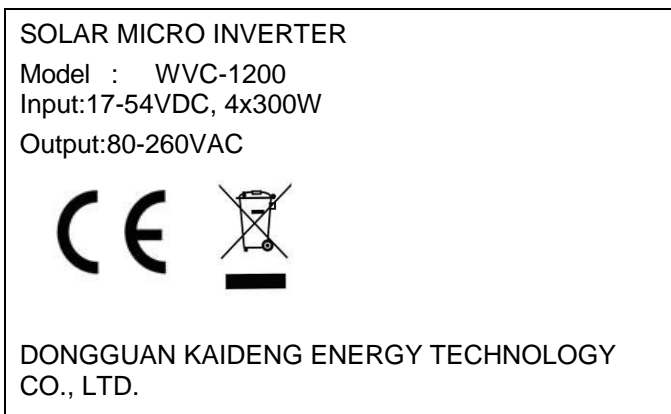 SOLAR MICRO INVERTER
Model : WVC-1200
Input:17-54VDC, 4x300W
Output:80-260VAC
CE
DONGGUAN KAIDENG ENERGY TECHNOLOGY
CO., LTD.